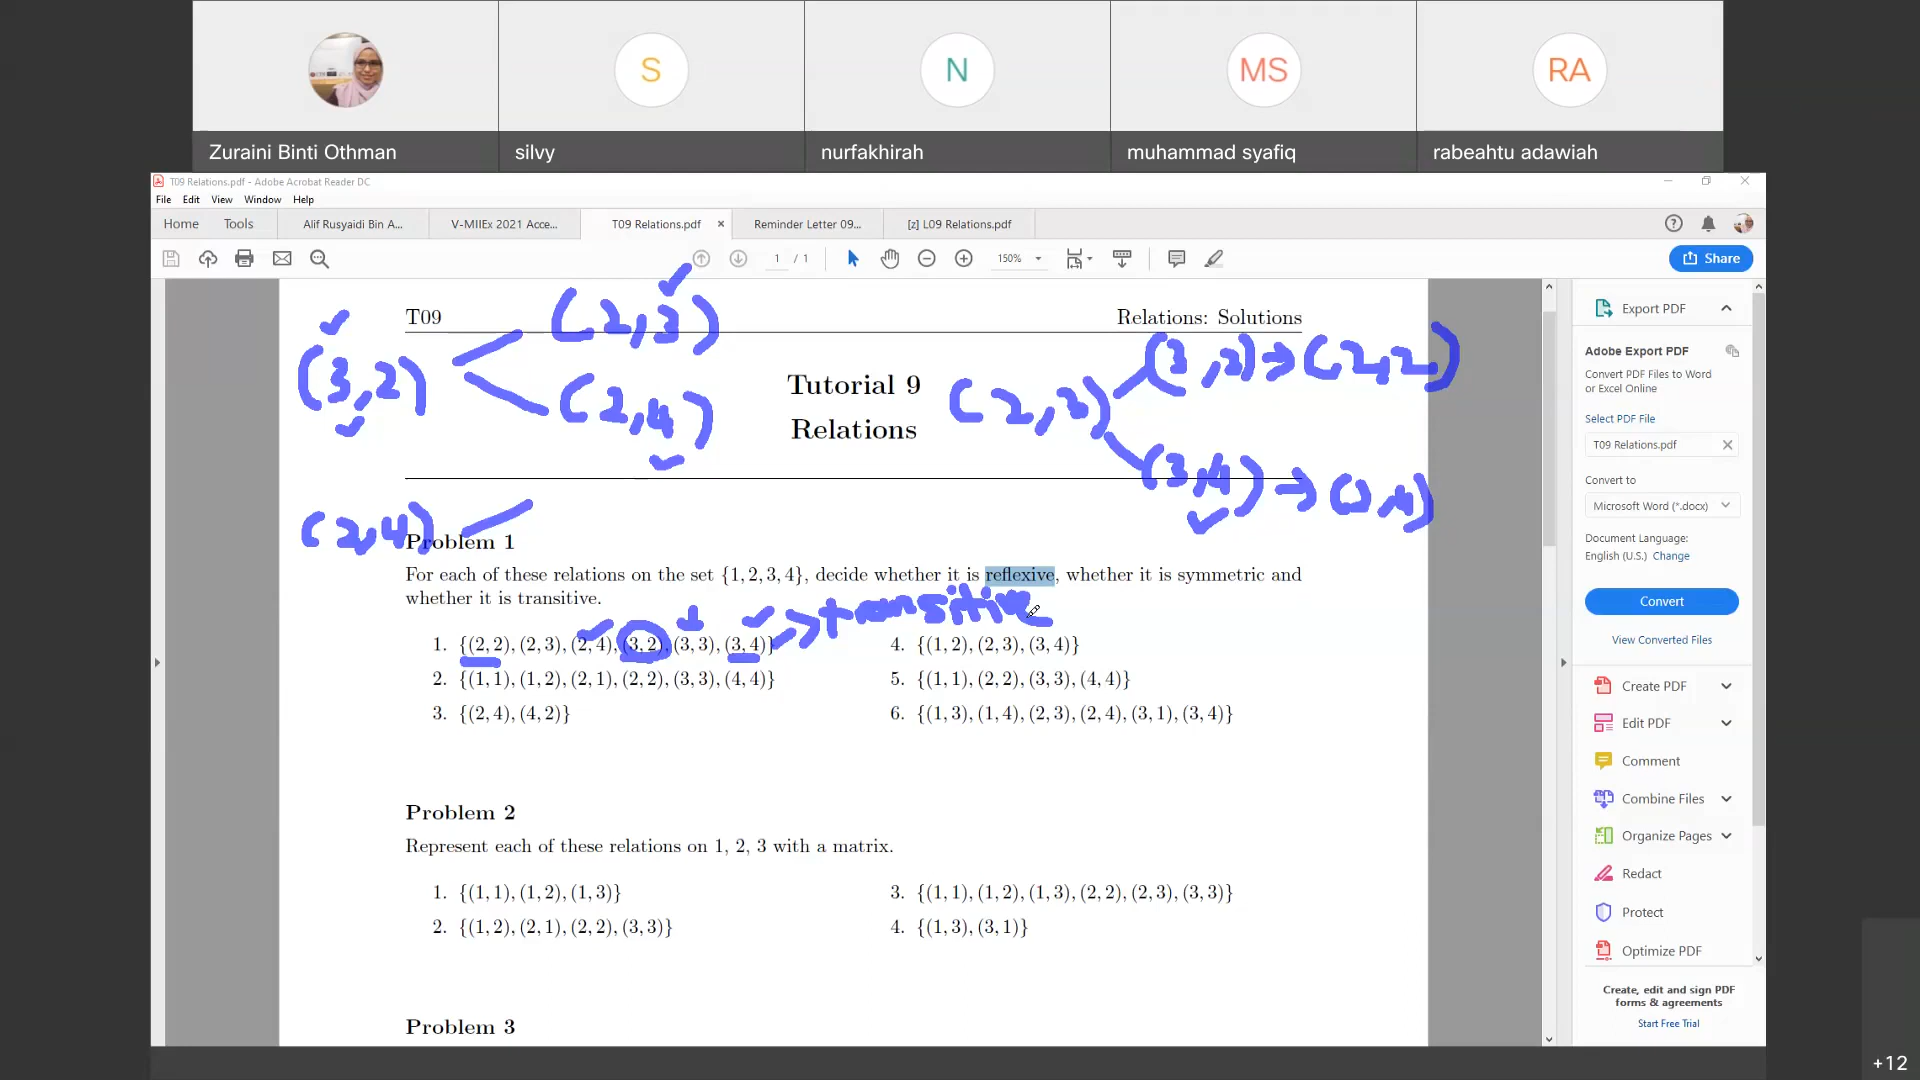 S
N
MS
RA
Zuraini Binti Othman
silvy
nurfakhirah
muhammad syafiq
rabeahtu adawiah
T09 Relations.pdf - Adobe Acrobat Reader DC
File Edit View Window Help
Home Tools Alif Rusyaidi Bin A... V-MIIEx 2021 Acce... T09 Relations.pdf × Reminder Letter 09... [z] L09 Relations.pdf
1 / 1 150% Share
T09 Relations: Solutions
(3,2) (2,3)
(2,4)
(2,3) (3,2) → (2,2)
(3,4) →
(2,4)
Tutorial 9
Relations
Problem 1
For each of these relations on the set {1, 2, 3, 4}, decide whether it is reflexive, whether it is symmetric and
whether it is transitive.
transitive
1. {(2, 2), (2, 3), (2, 4), (3, 2), (3, 3), (3, 4)}
2. {(1, 1), (1, 2), (2, 1), (2, 2), (3, 3), (4, 4)}
3. {(2, 4), (4, 2)}
4. {(1, 2), (2, 3), (3, 4)}
5. {(1, 1), (2, 2), (3, 3), (4, 4)}
6. {(1, 3), (1, 4), (2, 3), (2, 4), (3, 1), (3, 4)}
Problem 2
Represent each of these relations on 1, 2, 3 with a matrix.
1. {(1, 1), (1, 2), (1, 3)}
2. {(1, 2), (2, 1), (2, 2), (3, 3)}
3. {(1, 1), (1, 2), (1, 3), (2, 2), (2, 3), (3, 3)}
4. {(1, 3), (3, 1)}
Problem 3
Export PDF
Adobe Export PDF
Convert PDF Files to Word
or Excel Online
Select PDF File
T09 Relations.pdf
Convert to
Microsoft Word (*.docx)
Document Language:
English (U.S.) Change
Convert
View Converted Files
Create PDF
Edit PDF
Comment
Combine Files
Organize Pages
Redact
Protect
Optimize PDF
Create, edit and sign PDF
forms & agreements
Start Free Trial
+12